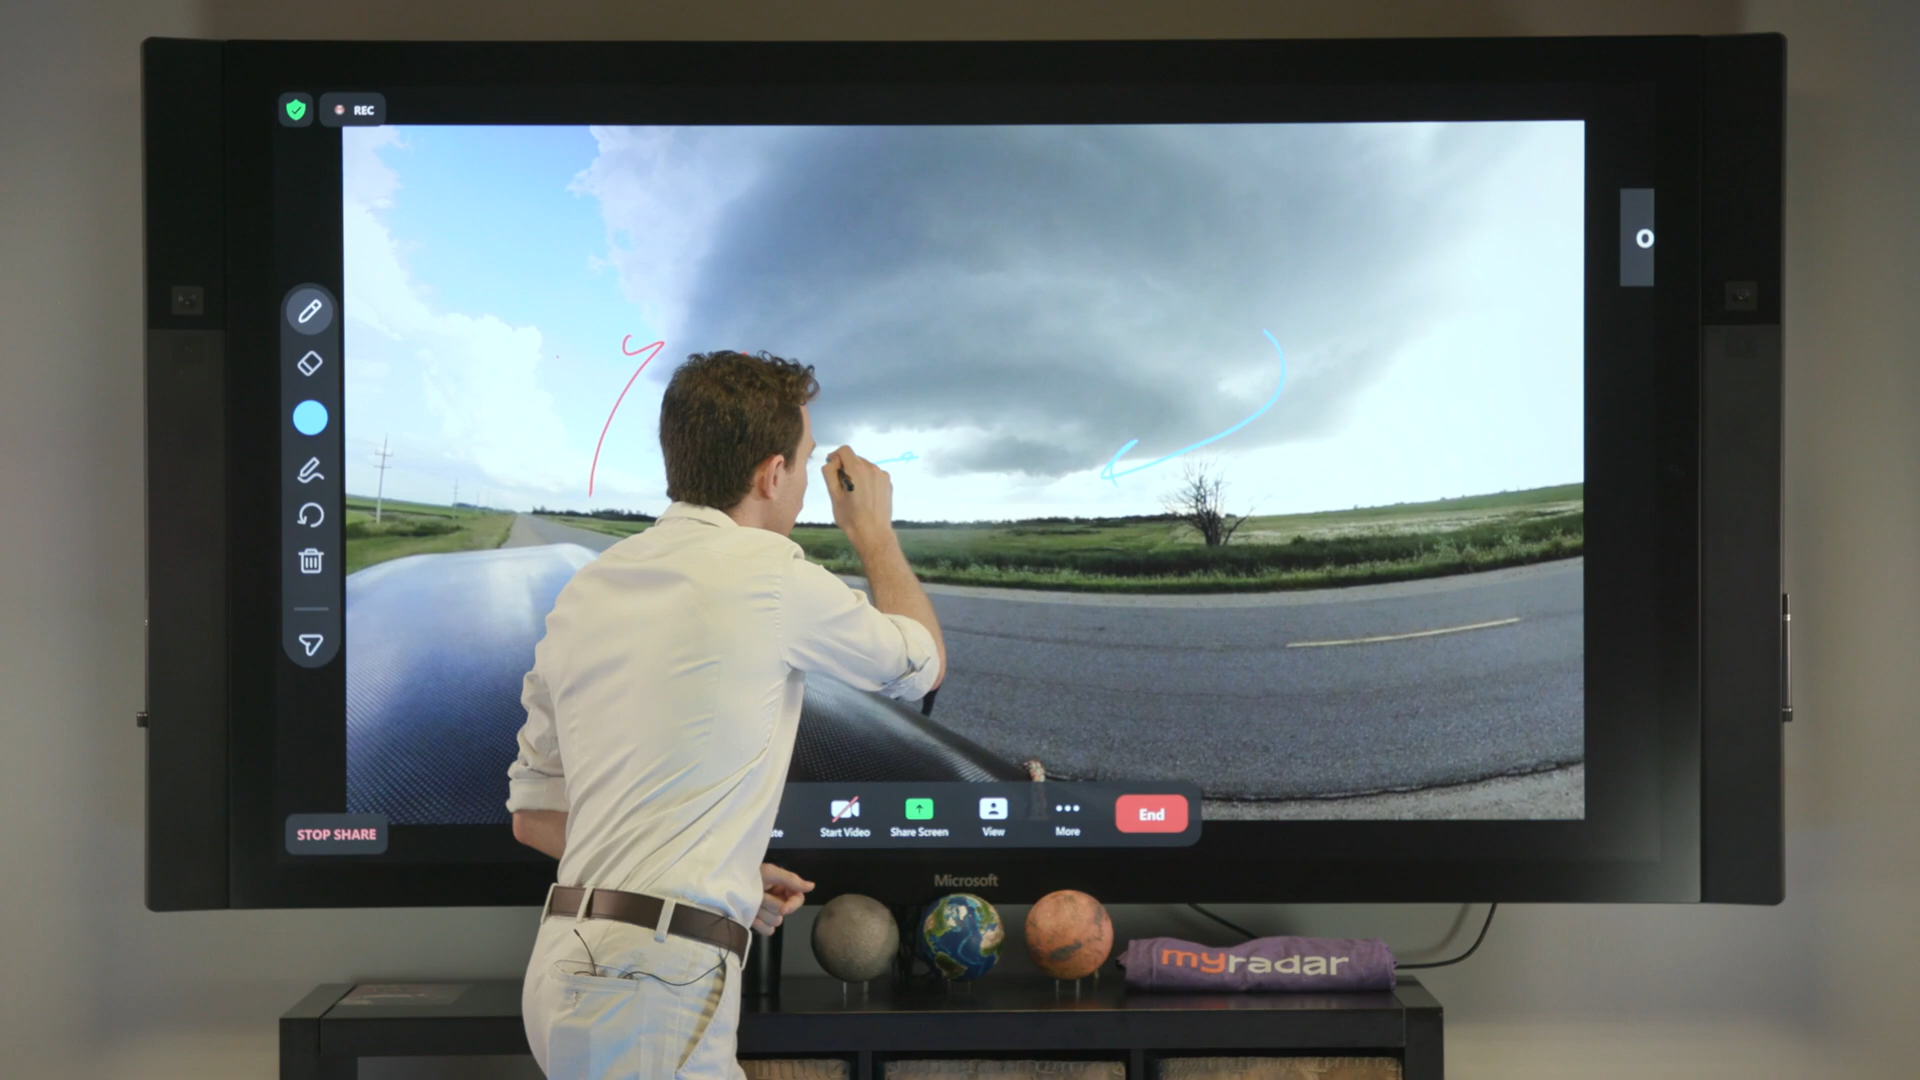 REC
O
Start Video
Share Screen
View
More
End
STOP SHARE
Microsoft
myradar